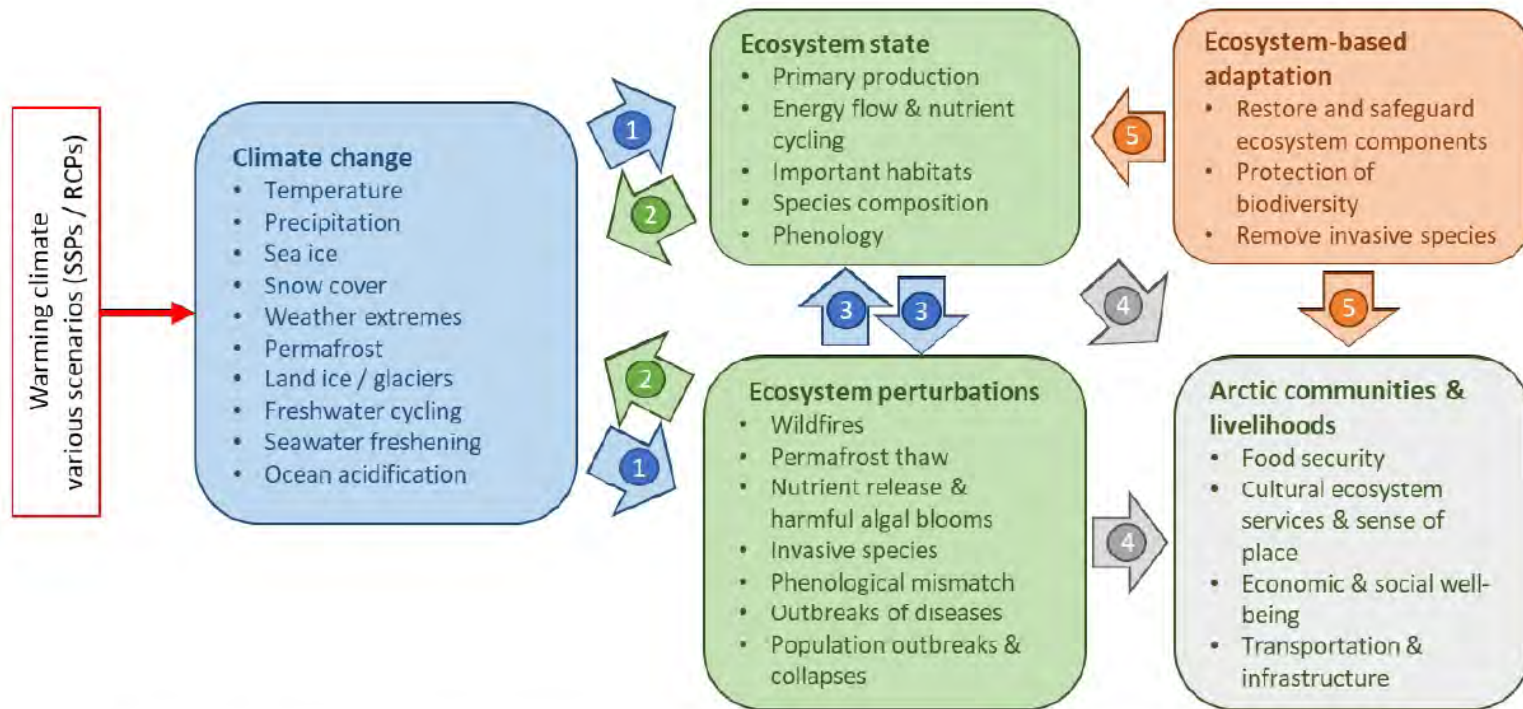 Warming climate
various scenarios (SSPs / RCPs)
Climate change
• Temperature
• Precipitation
• Sea ice
• Snow cover
• Weather extremes
• Permafrost
• Land ice / glaciers
• Freshwater cycling
• Seawater freshening
• Ocean acidification
1
2
2
1
Ecosystem state
• Primary production
• Energy flow & nutrient
cycling
• Important habitats
• Species composition
• Phenology
3
3
Ecosystem perturbations
• Wildfires
• Permafrost thaw
• Nutrient release &
harmful algal blooms
• Invasive species
• Phenological mismatch
• Outbreaks of diseases
• Population outbreaks &
collapses
5
4
4
Ecosystem-based
adaptation
• Restore and safeguard
ecosystem components
• Protection of
biodiversity
• Remove invasive species
5
Arctic communities &
livelihoods
• Food security
• Cultural ecosystem
services & sense of
place
• Economic & social well-
being
• Transportation &
infrastructure